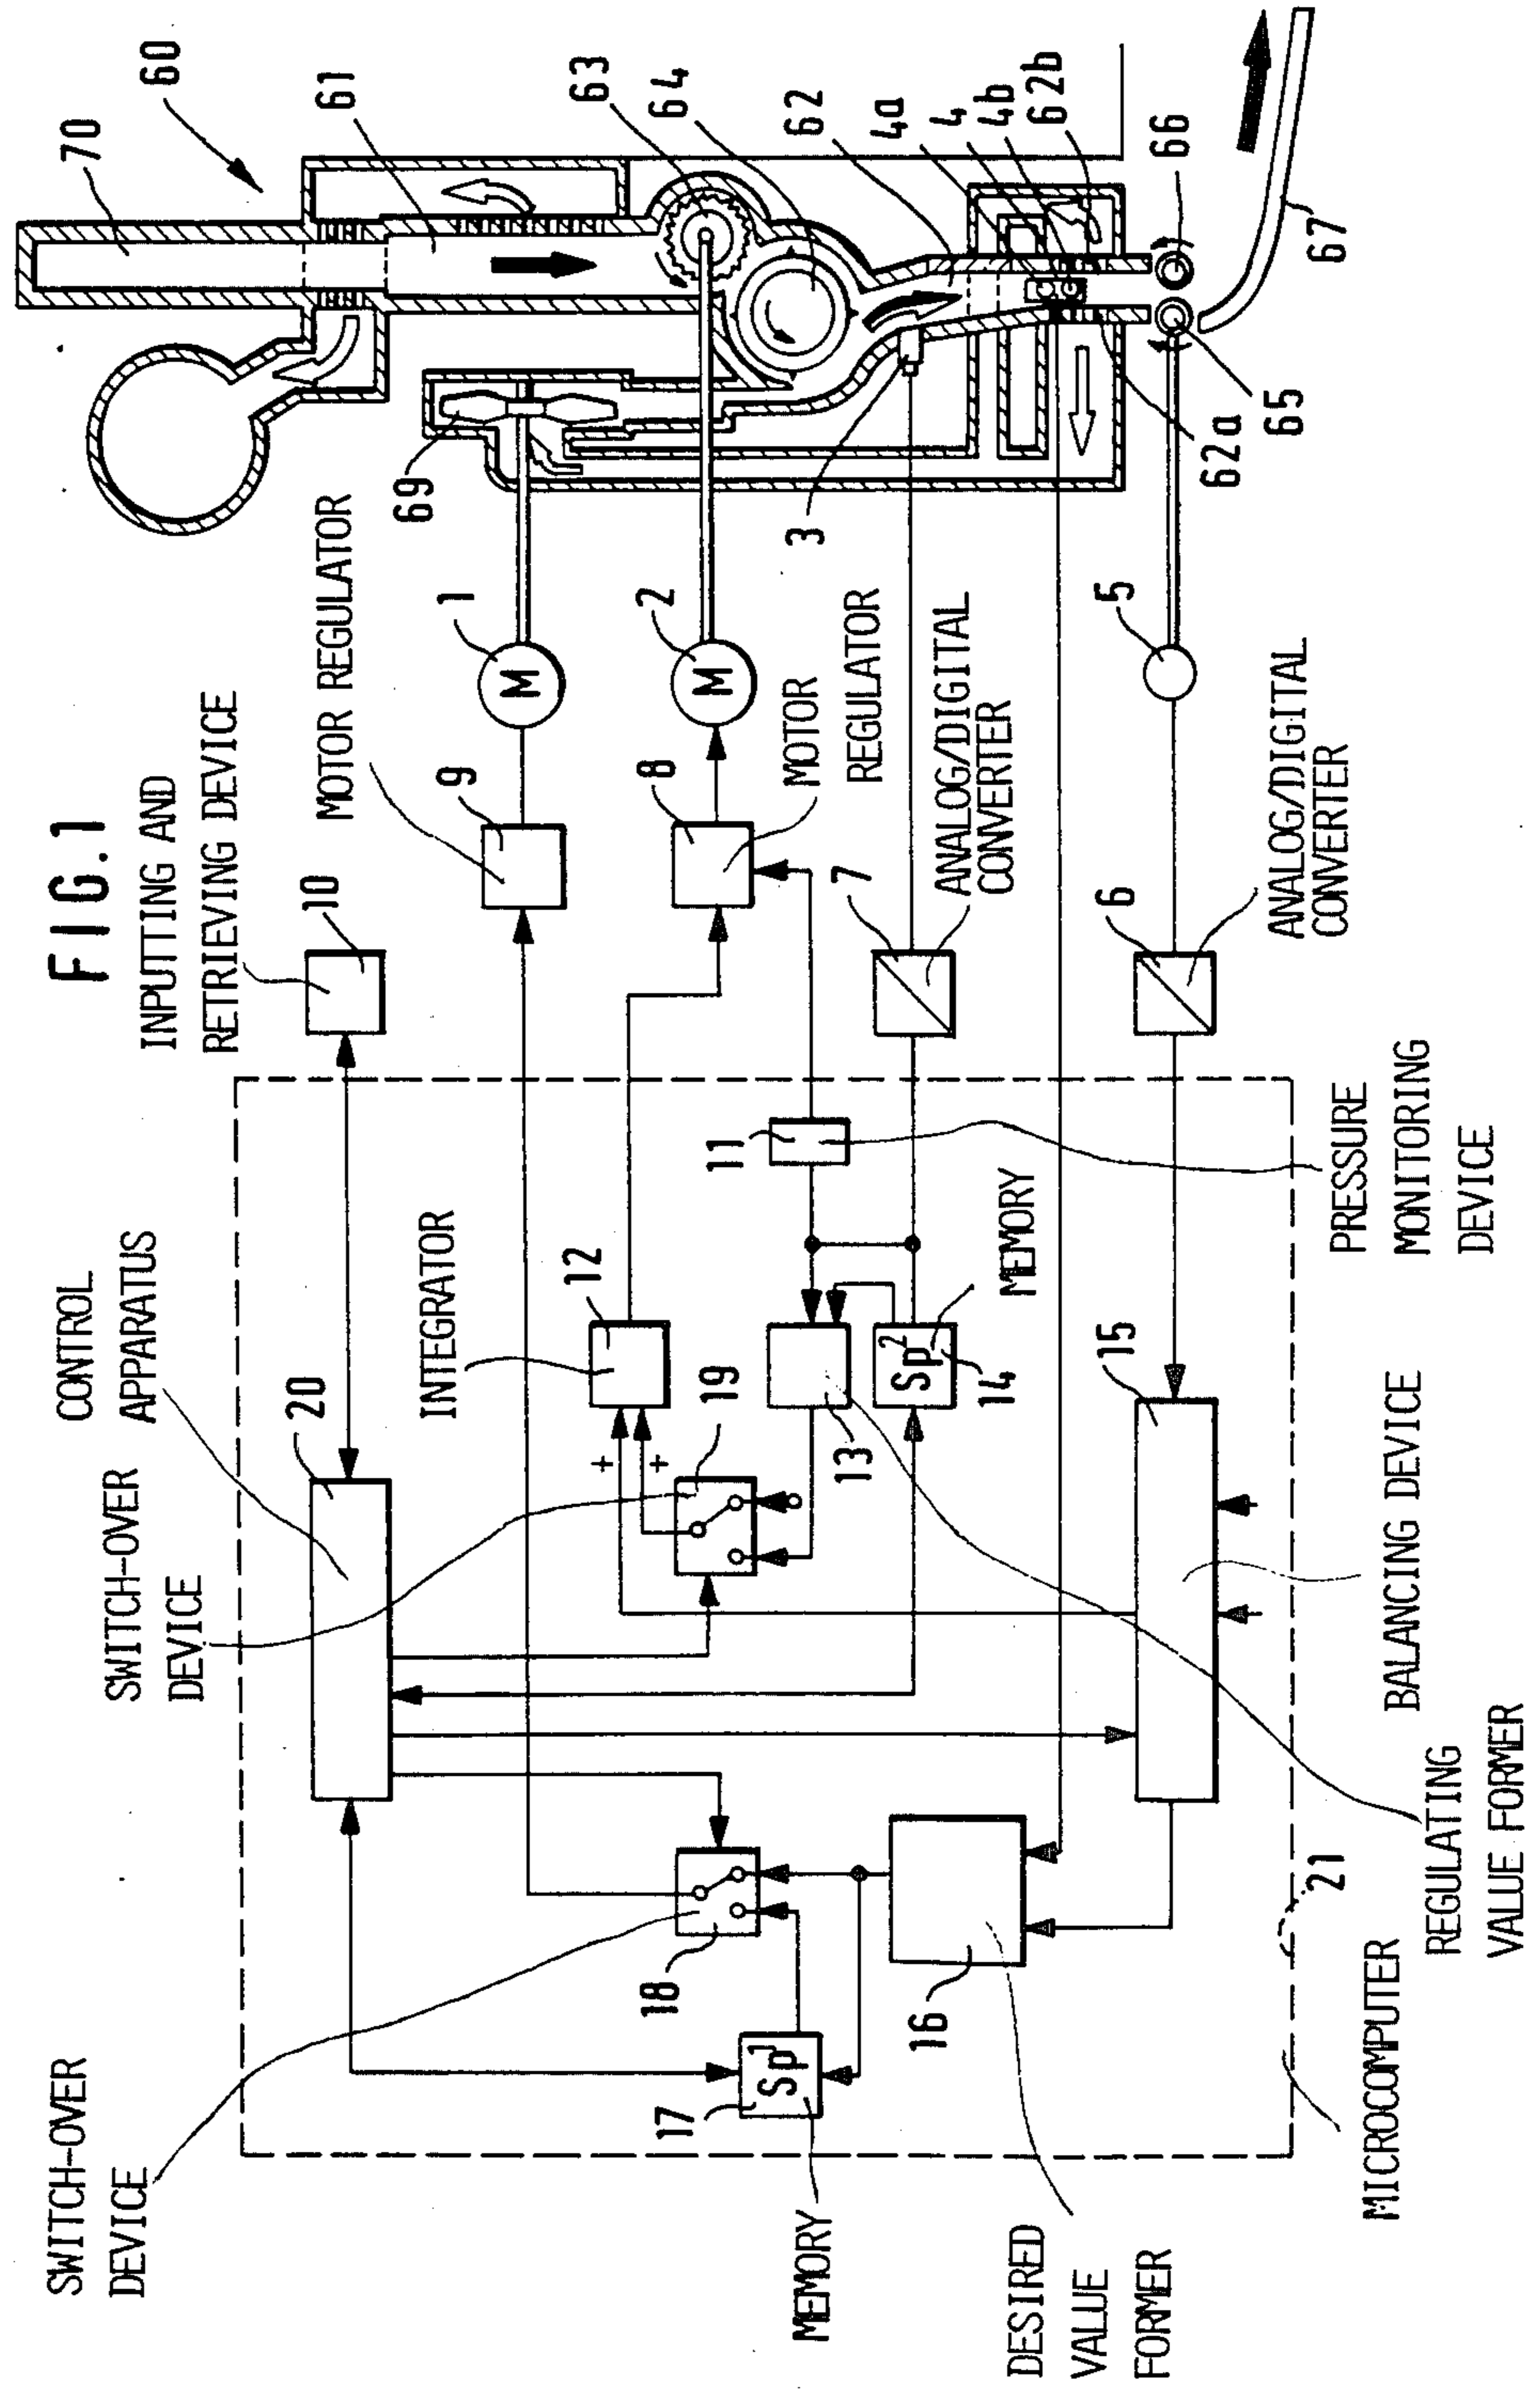 FIG.1
70
60
61
63
64
62
4a
4
4b
62b
66
67
65
62a
3
69
MOTOR REGULATOR
1
M
2
M
MOTOR
REGULATOR
ANALOG/DIGITAL
CONVERTER
5
ANALOG/DIGITAL
CONVERTER
INPUTTING AND
RETRIEVING DEVICE
10
9
8
7
6
PRESSURE
MONITORING
DEVICE
11
MEMORY
INTEGRATOR
12
CONTROL
APPARATUS
20
SWITCH-OVER
DEVICE
19
+
+
13
Sp2
14
15
BALANCING DEVICE
REGULATING
VALUE FORMER
21
MICROCOMPUTER
16
18
17
Sp1
SWITCH-OVER
DEVICE
MEMORY
DESIRED
VALUE
FORMER